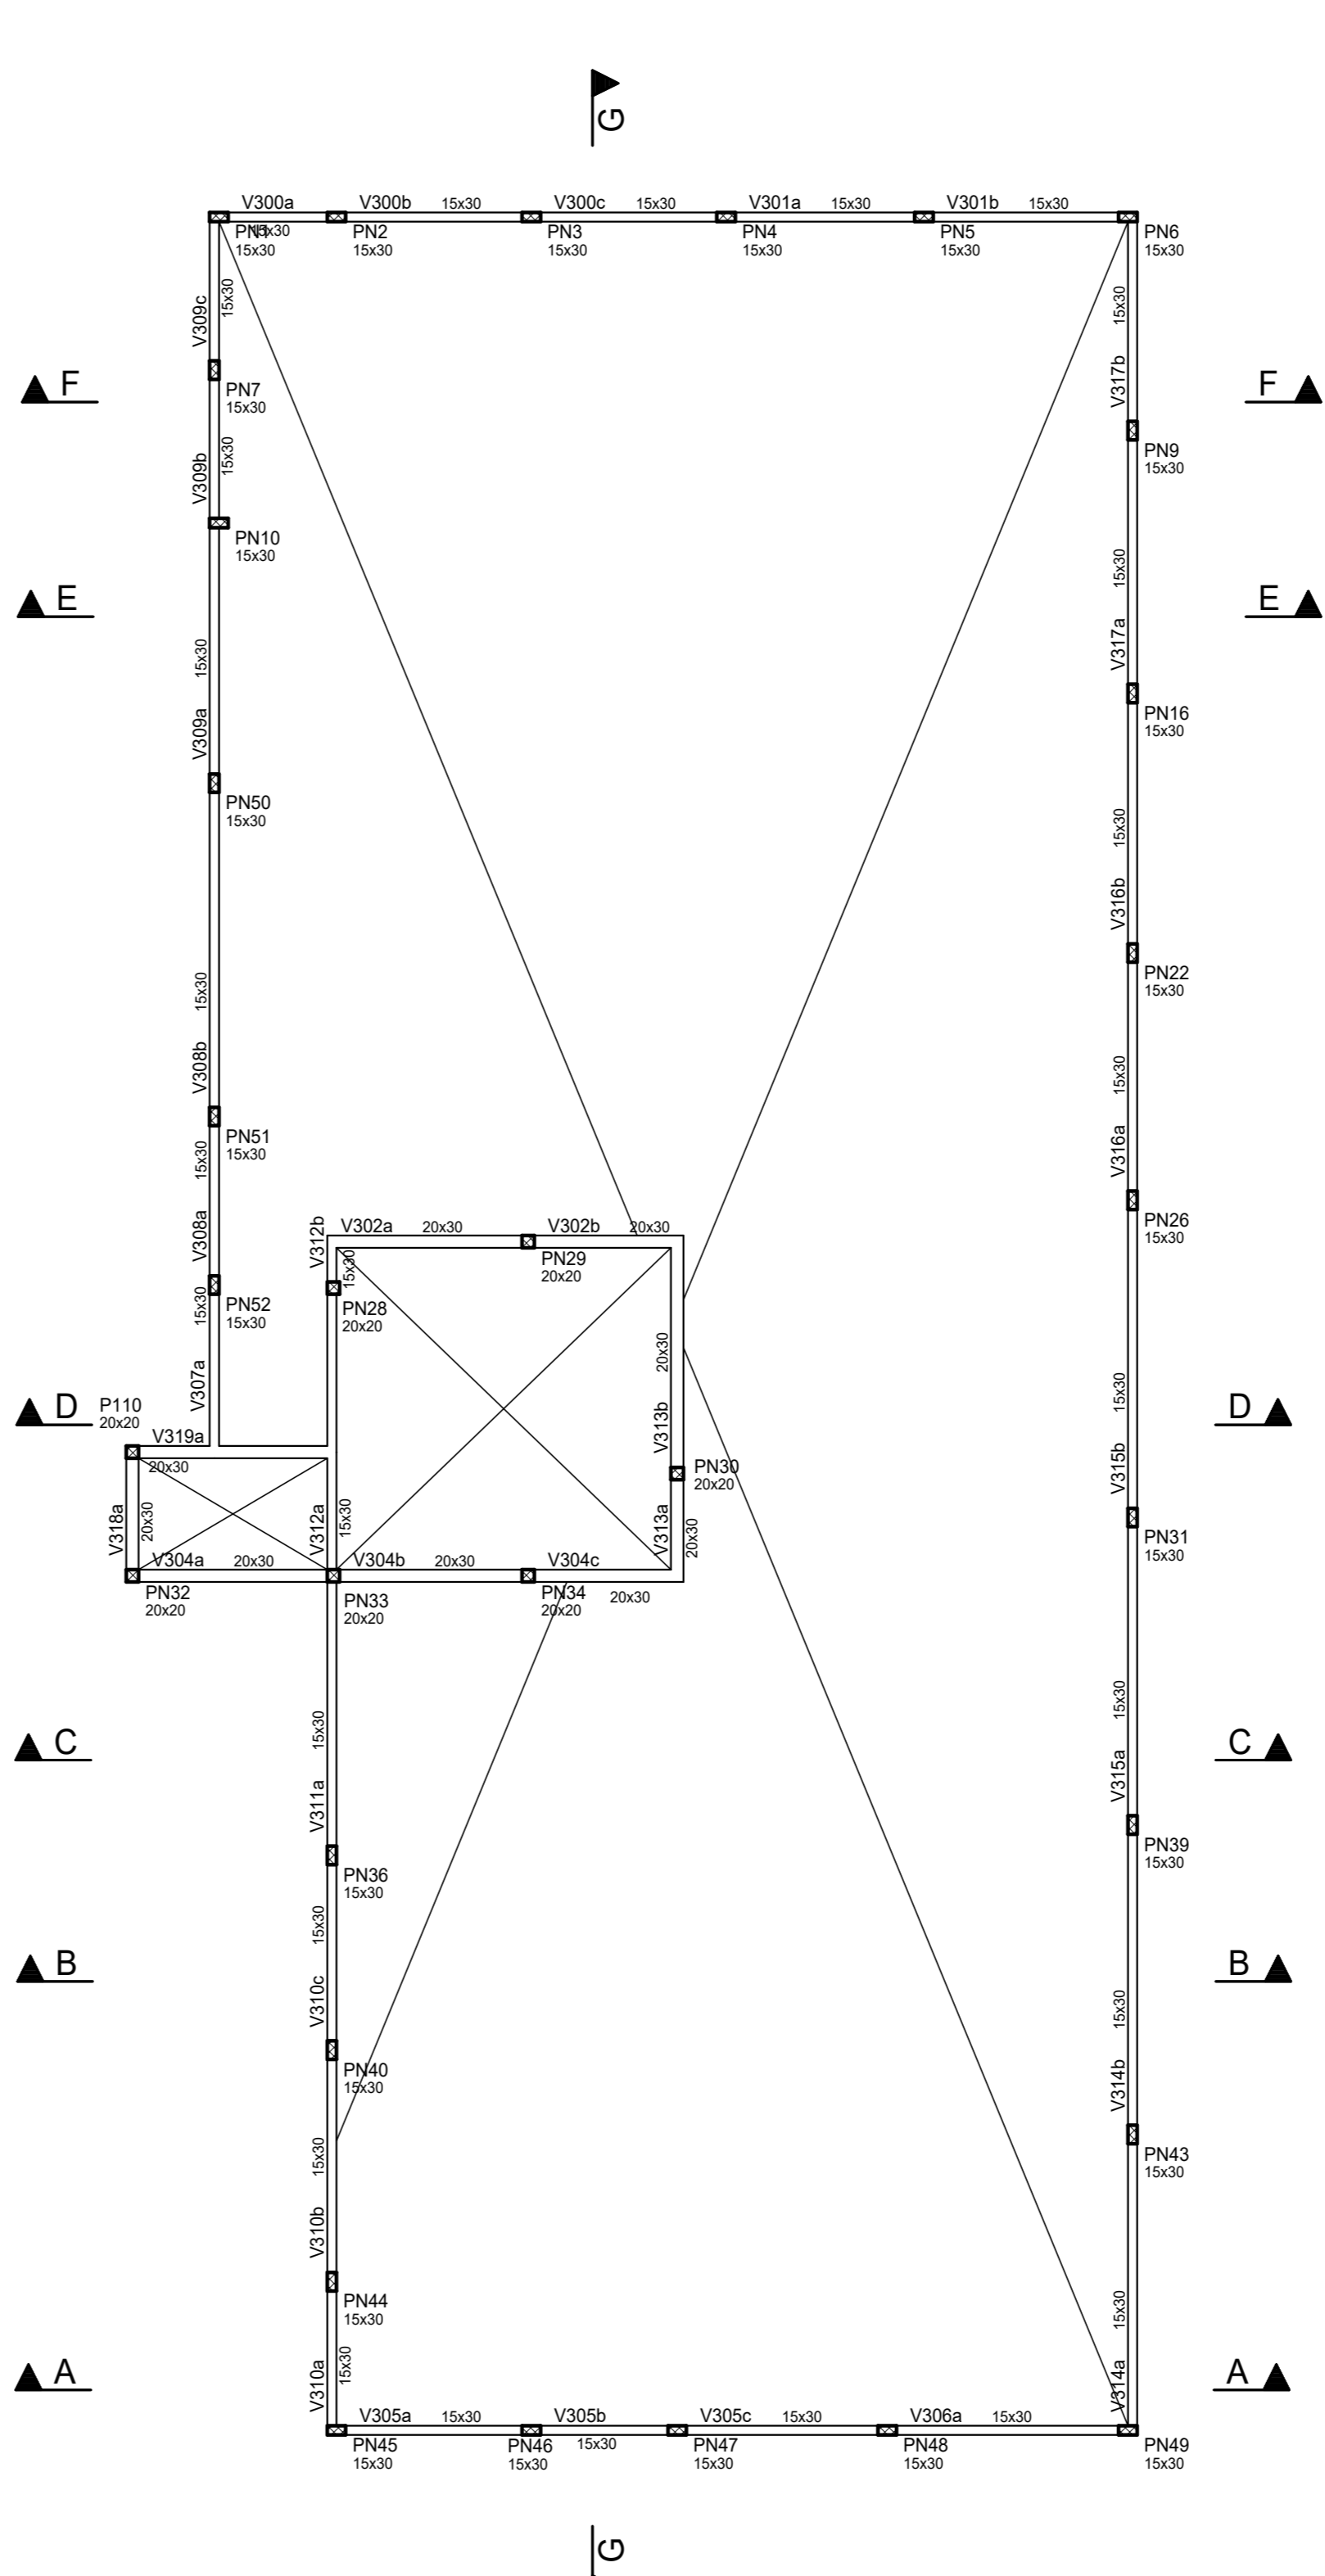 G
V300a
V300b
15x30
V300c
15x30
V301a
15x30
V301b
15x30
PN1
15x30
15x30
PN2
15x30
PN3
15x30
PN4
15x30
PN5
15x30
PN6
15x30
V309c
15x30
15x30
V317b
F
F
PN7
15x30
PN9
15x30
V309b
15x30
PN10
15x30
15x30
V317a
E
E
15x30
V309a
PN16
15x30
PN50
15x30
15x30
V316b
PN22
15x30
15x30
V308b
15x30
V316a
PN51
15x30
15x30
V308a
PN26
15x30
V312b
V302a
20x30
V302b
20x30
15x30
PN29
20x20
PN52
15x30
15x30
PN28
20x20
V307a
20x30
V313b
15x30
V315b
D
D
P110
20x20
V319a
20x30
PN30
20x20
V318a
20x30
V312a
15x30
V313a
20x30
PN31
15x30
V304a
20x30
V304b
20x30
V304c
20x30
PN32
20x20
PN33
20x20
PN34
20x20
15x30
V311a
15x30
V315a
C
C
PN36
15x30
PN39
15x30
15x30
V310c
B
B
15x30
V314b
PN40
15x30
PN43
15x30
15x30
V310b
PN44
15x30
15x30
V310a
15x30
V314a
A
A
V305a
15x30
V305b
15x30
V305c
15x30
V306a
15x30
PN45
15x30
PN46
15x30
PN47
15x30
PN48
15x30
PN49
15x30
G